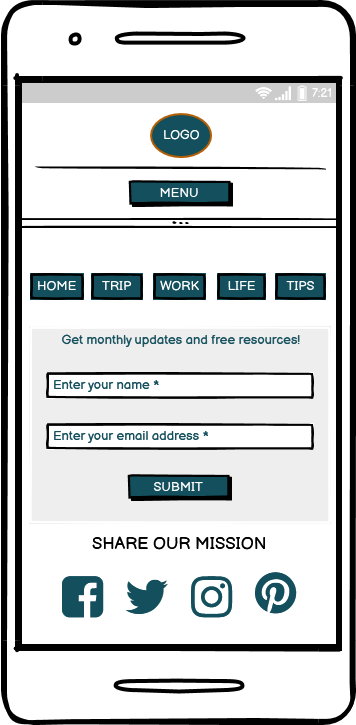 7:21
LOGO
MENU
HOME TRIP WORK LIFE TIPS
Get monthly updates and free resources!
Enter your name *
Enter your email address *
SUBMIT
SHARE OUR MISSION